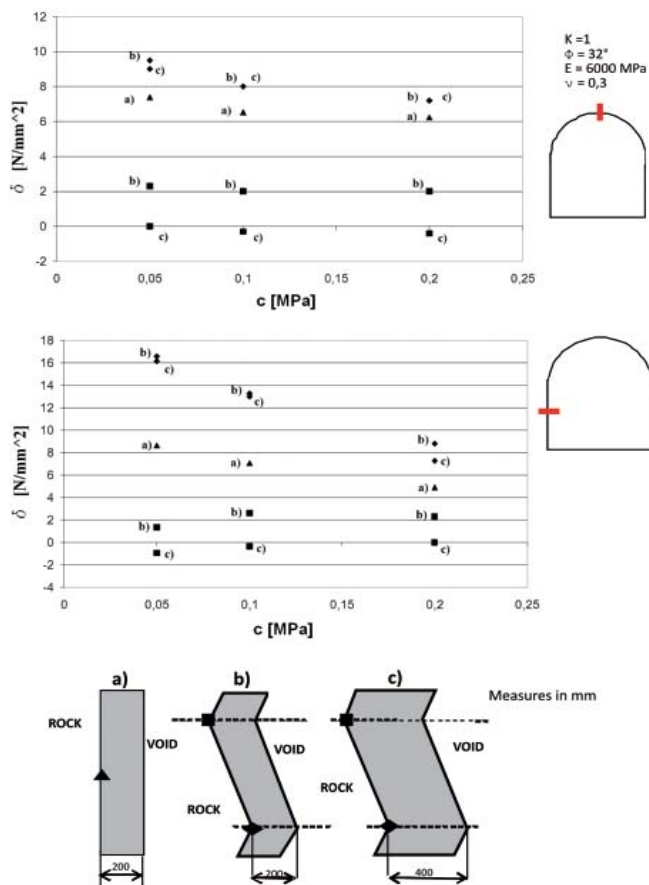 12
10
8
6
4
2
0
-2
δ [N/mm^2]
b)
c)
a)
b)
c)
b) c)
a)
b)
c)
b) c)
a)
b)
c)
0 0,05 0,1 0,15 0,2 0,25
c [MPa]
K =1
Φ = 32°
E = 6000 MPa
ν = 0,3
18
16
14
12
10
8
6
4
2
0
-2
-4
δ [N/mm^2]
b)
c)
a)
b)
c)
b)
c)
a)
b)
c)
b)
c)
a)
b)
c)
0 0,05 0,1 0,15 0,2 0,25
c [MPa]
a) b) c)
Measures in mm
ROCK
VOID
VOID
VOID
ROCK
ROCK
200
200
400